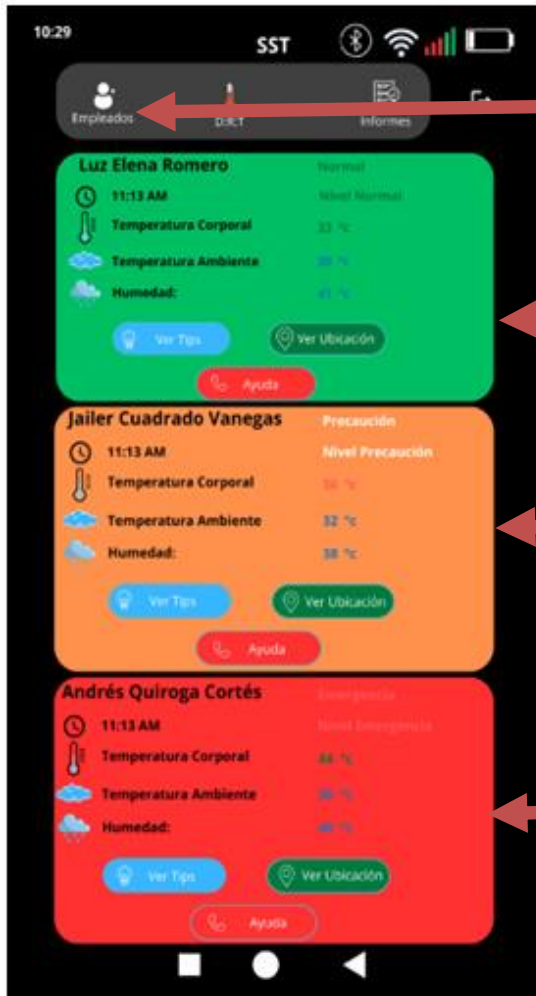 10:29
SST
Empleados
Informes
Luz Elena Romero Normal
11:13 AM Nivel Normal
Temperatura Corporal 33 °c
Temperatura Ambiente
Humedad:
Ver Tips Ver Ubicación
Ayuda
Jailer Cuadrado Vanegas Precaución
11:13 AM Nivel Precaución
Temperatura Corporal
Temperatura Ambiente 32 °c
Humedad: 38 °c
Ver Tips Ver Ubicación
Ayuda
Andrés Quiroga Cortés Emergencia
11:13 AM Nivel Emergencia
Temperatura Corporal
Temperatura Ambiente
Humedad:
Ver Tips Ver Ubicación
Ayuda